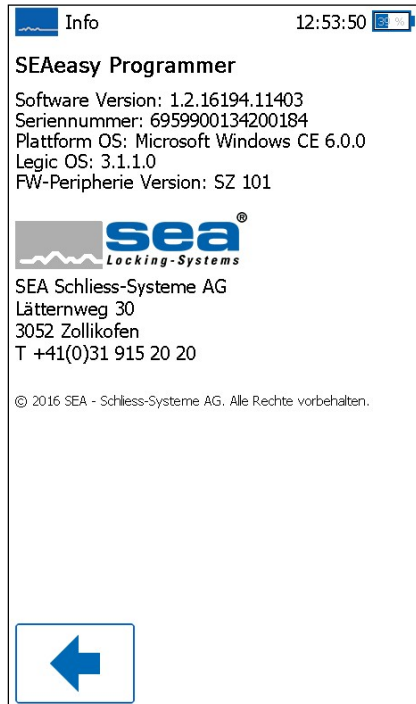 Info 12:53:50 39 %
SEAeasy Programmer
Software Version: 1.2.16194.11403
Seriennummer: 6959900134200184
Plattform OS: Microsoft Windows CE 6.0.0
Legic OS: 3.1.1.0
FW-Peripherie Version: SZ 101
sea®
Locking-Systems
SEA Schliess-Systeme AG
Lätternweg 30
3052 Zollikofen
T +41(0)31 915 20 20
© 2016 SEA - Schliess-Systeme AG. Alle Rechte vorbehalten.